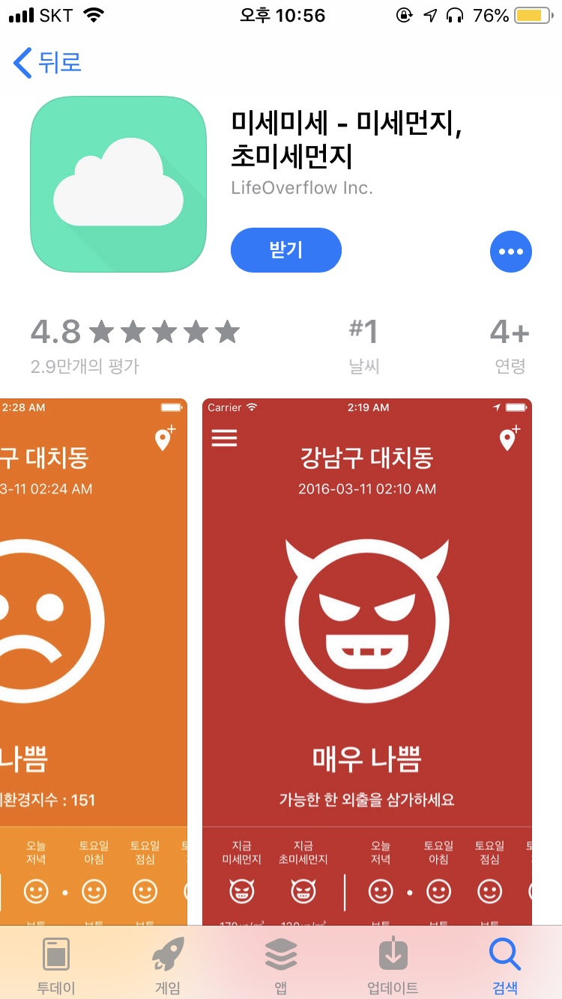 SKT 오후 10:56 76%
뒤로
미세미세 - 미세먼지,
초미세먼지
LifeOverflow Inc.
받기
4.8 #1 4+
2.9만개의 평가 날씨 연령
2:28 AM
구 대치동
3-11 02:24 AM
나쁨
환경지수 : 151
오늘 토요일 토요일
저녁 아침 점심
Carrier 2:19 AM
강남구 대치동
2016-03-11 02:10 AM
매우 나쁨
가능한 한 외출을 삼가하세요
지금 지금 오늘 토요일 토요일
미세먼지 초미세먼지 저녁 아침 점심
투데이 게임 앱 업데이트 검색